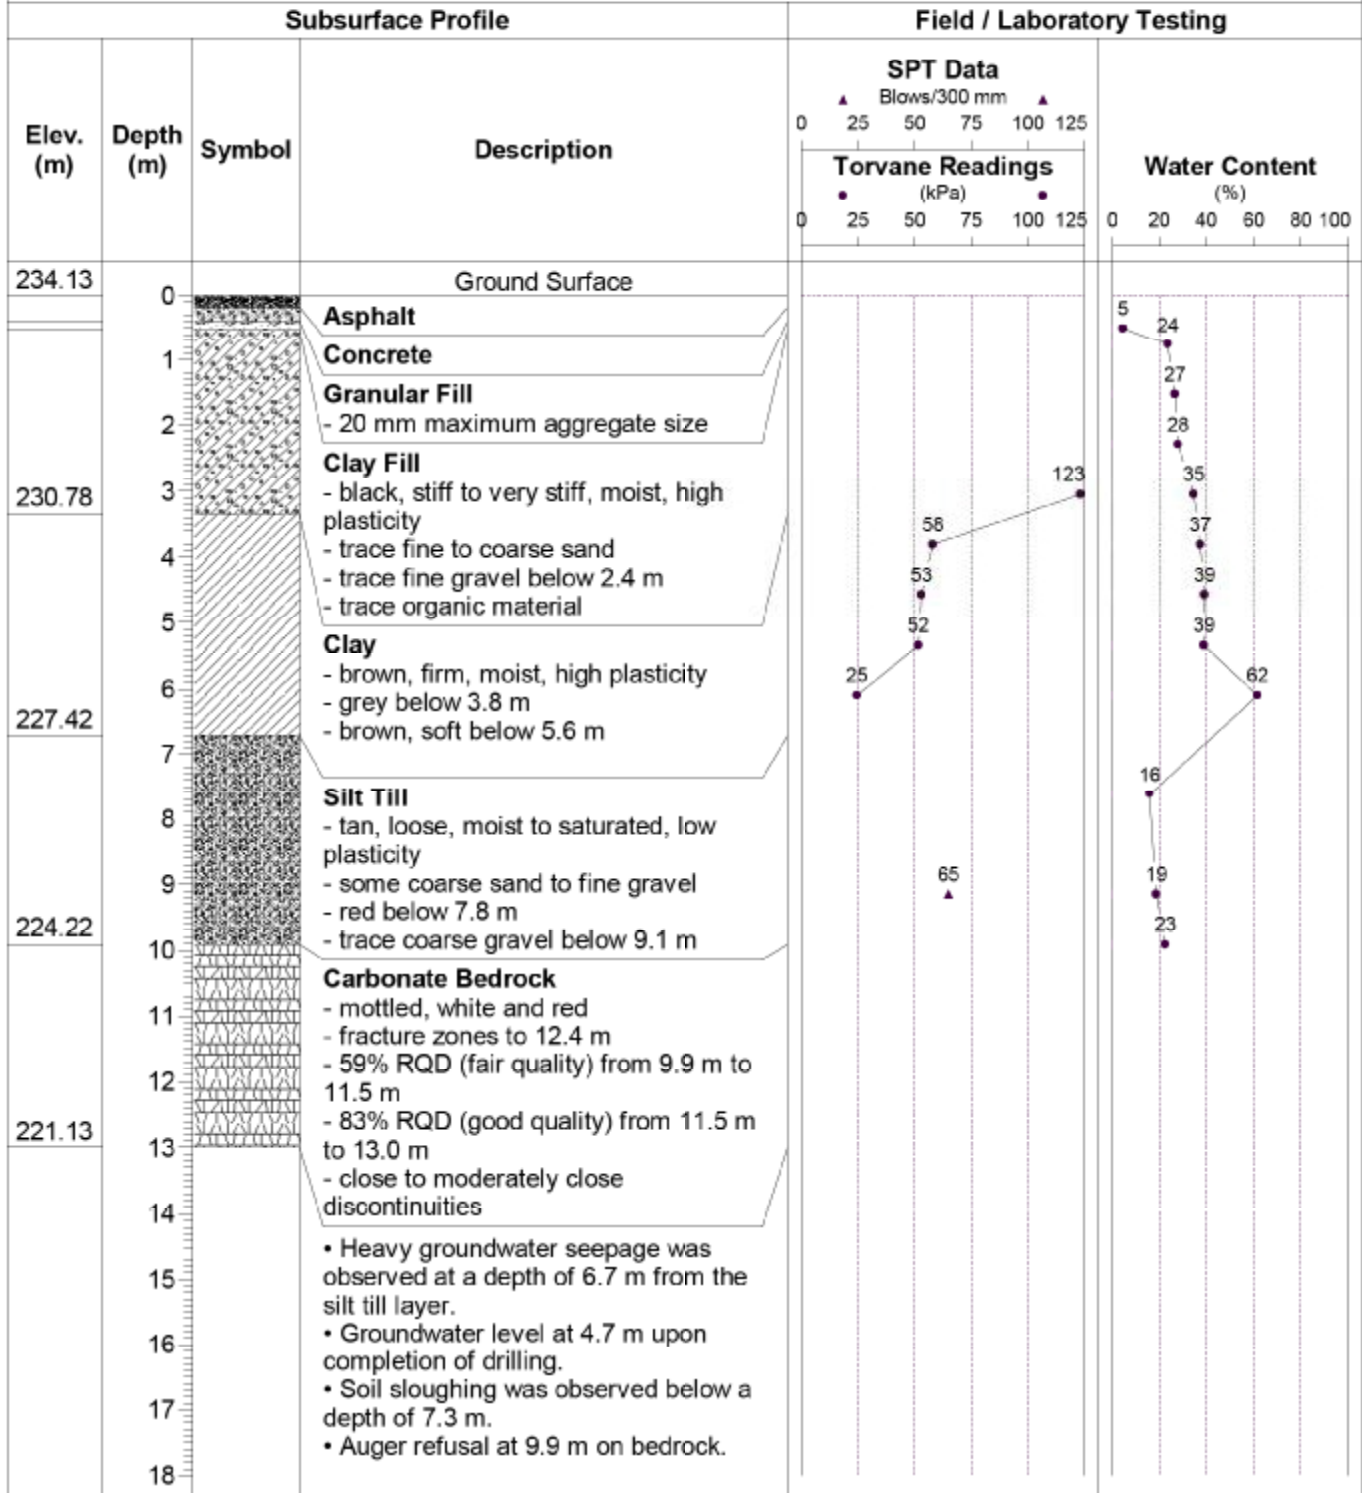 Subsurface Profile
Field / Laboratory Testing
Elev.
(m)
Depth
(m)
Symbol
Description
SPT Data
Blows/300 mm
0 25 50 75 100 125
Torvane Readings
(kPa)
0 25 50 75 100 125
Water Content
(%)
0 20 40 60 80 100
234.13
Ground Surface
0
Asphalt
5
24
Concrete
1
27
Granular Fill
- 20 mm maximum aggregate size
2
28
Clay Fill
- black, stiff to very stiff, moist, high
plasticity
- trace fine to coarse sand
- trace fine gravel below 2.4 m
- trace organic material
230.78
3
123
35
58
37
4
53
39
5
52
39
Clay
- brown, firm, moist, high plasticity
- grey below 3.8 m
- brown, soft below 5.6 m
25
62
6
227.42
7
16
Silt Till
- tan, loose, moist to saturated, low
plasticity
- some coarse sand to fine gravel
- red below 7.8 m
- trace coarse gravel below 9.1 m
8
9
65
19
224.22
23
10
Carbonate Bedrock
- mottled, white and red
- fracture zones to 12.4 m
- 59% RQD (fair quality) from 9.9 m to
11.5 m
- 83% RQD (good quality) from 11.5 m
to 13.0 m
- close to moderately close
discontinuities
11
12
221.13
13
14
• Heavy groundwater seepage was
observed at a depth of 6.7 m from the
silt till layer.
• Groundwater level at 4.7 m upon
completion of drilling.
• Soil sloughing was observed below a
depth of 7.3 m.
• Auger refusal at 9.9 m on bedrock.
15
16
17
18